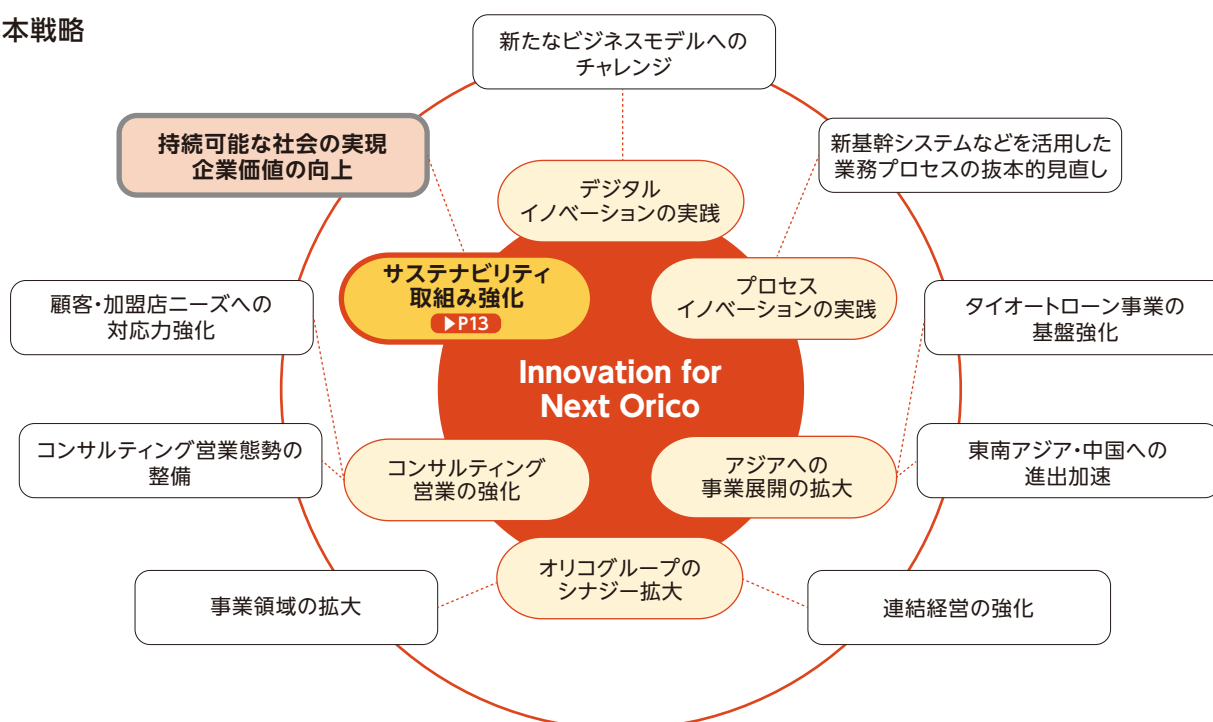 本戦略
新たなビジネスモデルへの
チャレンジ
持続可能な社会の実現
企業価値の向上
新基幹システムなどを活用した
業務プロセスの抜本的見直し
デジタル
イノベーションの実践
サステナビリティ
取組み強化
▶P13
プロセス
イノベーションの実践
顧客・加盟店ニーズへの
対応力強化
タイオートローン事業の
基盤強化
Innovation for
Next Orico
コンサルティング営業態勢の
整備
コンサルティング
営業の強化
アジアへの
事業展開の拡大
東南アジア・中国への
進出加速
オリコグループの
シナジー拡大
事業領域の拡大
連結経営の強化